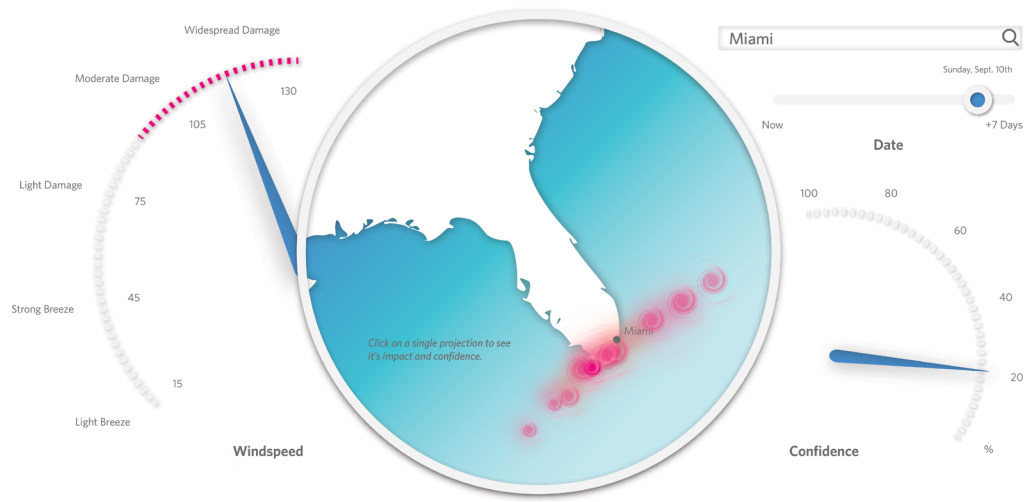 Widespread Damage
Moderate Damage
130
105
Light Damage
75
Strong Breeze
45
15
Light Breeze
Windspeed
Click on a single projection to see
it's impact and confidence.
Miami
Miami
Sunday, Sept. 10th
Now
+7 Days
Date
100
80
60
40
20
%
Confidence